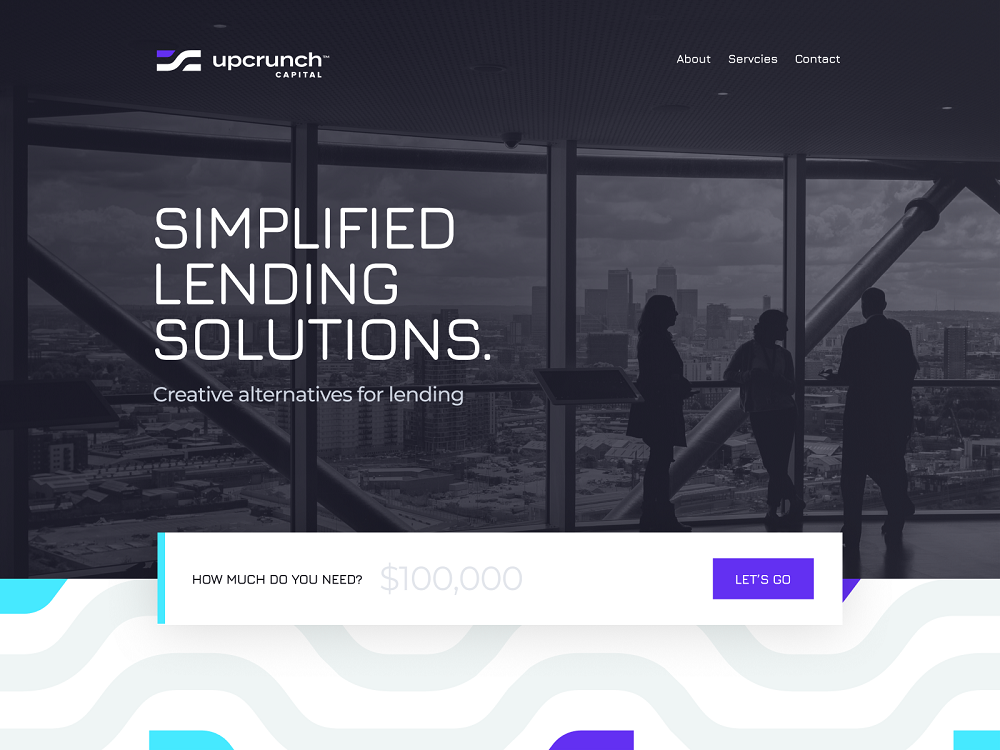 upcrunch™
CAPITAL
About Servcies Contact
SIMPLIFIED
LENDING
SOLUTIONS.
Creative alternatives for lending
HOW MUCH DO YOU NEED? $100,000 LET'S GO